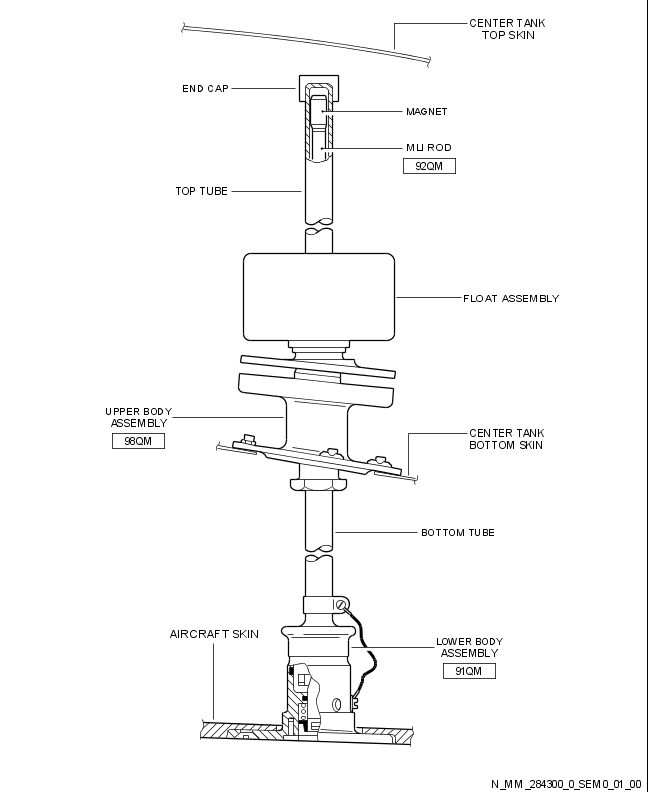 CENTER TANK
TOP SKIN
END CAP
MAGNET
MLI ROD
92QM
TOP TUBE
FLOAT ASSEMBLY
UPPER BODY
ASSEMBLY
98QM
CENTER TANK
BOTTOM SKIN
BOTTOM TUBE
AIRCRAFT SKIN
LOWER BODY
ASSEMBLY
91QM
N_MM_284300_0_SEM0_01_00